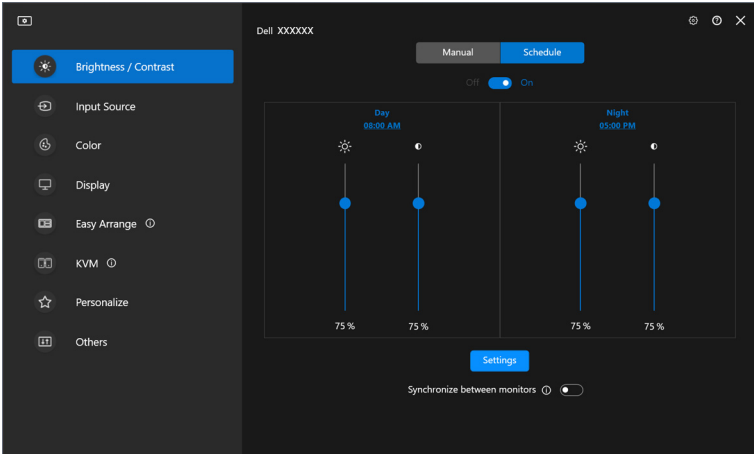 Dell XXXXXX
Manual
Schedule
Off
On
Brightness / Contrast
Input Source
Color
Display
Easy Arrange
KVM
Personalize
Others
Day
08:00 AM
75 %
75 %
Night
05:00 PM
75 %
75 %
Settings
Synchronize between monitors